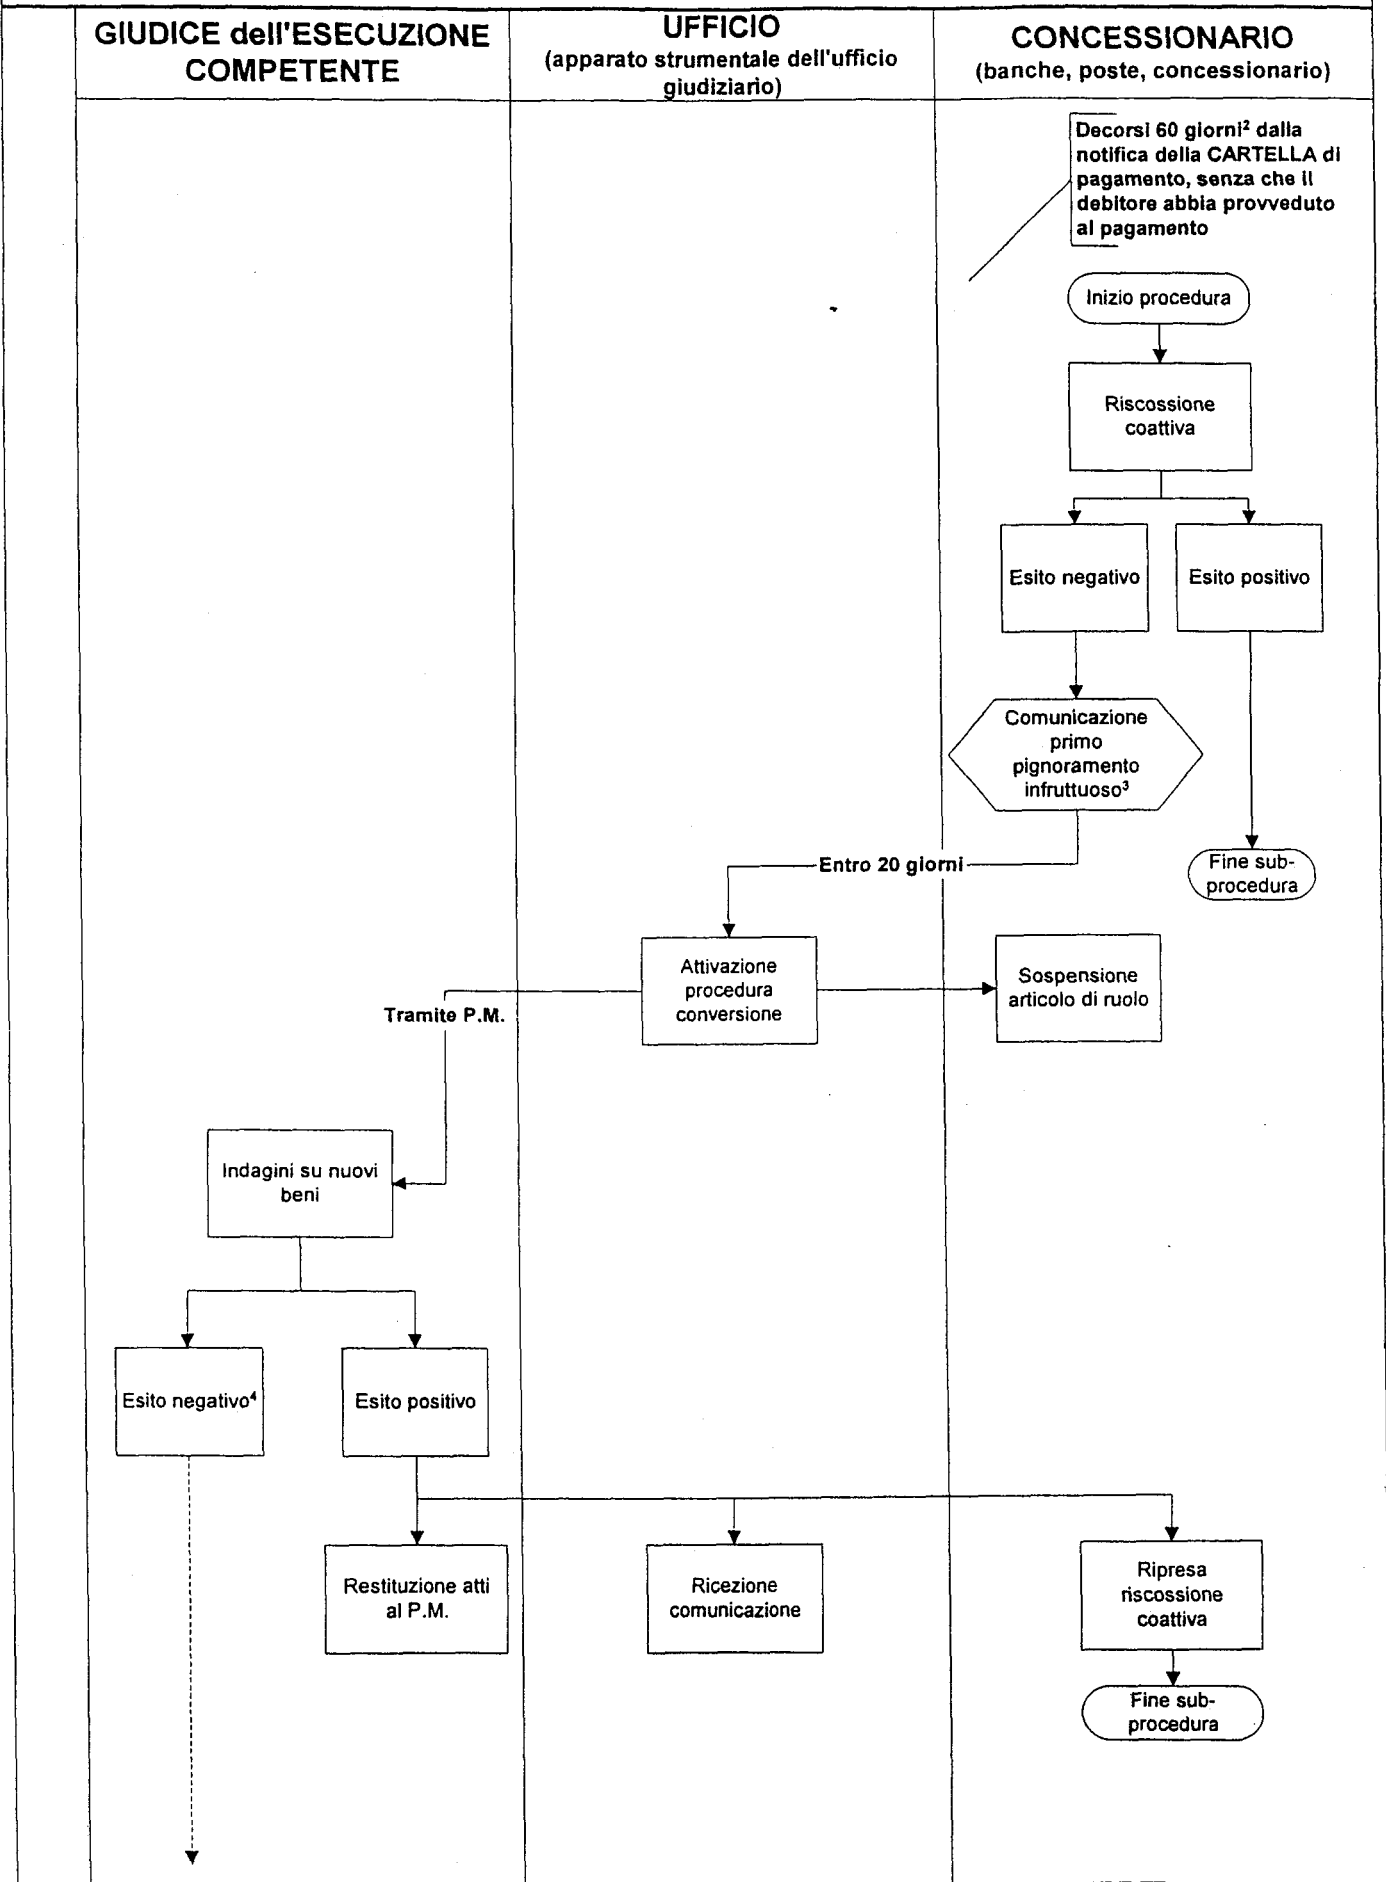 GIUDICE dell'ESECUZIONE
COMPETENTE
UFFICIO
(apparato strumentale dell'ufficio
giudiziario)
CONCESSIONARIO
(banche, poste, concessionario)
Decorsi 60 giorni² dalla
notifica della CARTELLA di
pagamento, senza che il
debitore abbia provveduto
al pagamento
Inizio procedura
Riscossione
coattiva
Esito negativo
Esito positivo
Comunicazione
primo
pignoramento
infruttuoso³
Entro 20 giorni
Fine sub-
procedura
Attivazione
procedura
conversione
Sospensione
articolo di ruolo
Tramite P.M.
Indagini su nuovi
beni
Esito negativo⁴
Esito positivo
Restituzione atti
al P.M.
Ricezione
comunicazione
Ripresa
riscossione
coattiva
Fine sub-
procedura